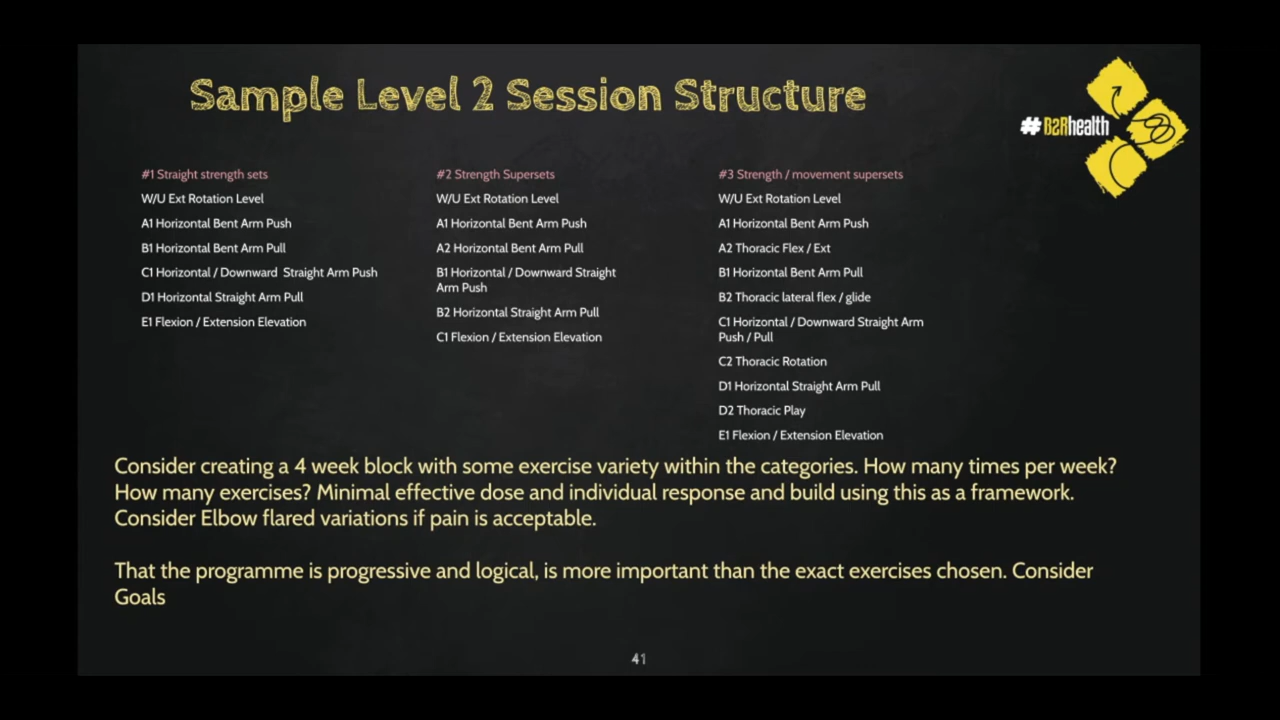 Sample Level 2 Session Structure
#B2Rhealth
#1 Straight strength sets
W/U Ext Rotation Level
A1 Horizontal Bent Arm Push
B1 Horizontal Bent Arm Pull
C1 Horizontal / Downward Straight Arm Push
D1 Horizontal Straight Arm Pull
E1 Flexion / Extension Elevation
#2 Strength Supersets
W/U Ext Rotation Level
A1 Horizontal Bent Arm Push
A2 Horizontal Bent Arm Pull
B1 Horizontal / Downward Straight
Arm Push
B2 Horizontal Straight Arm Pull
C1 Flexion / Extension Elevation
#3 Strength / movement supersets
W/U Ext Rotation Level
A1 Horizontal Bent Arm Push
A2 Thoracic Flex / Ext
B1 Horizontal Bent Arm Pull
B2 Thoracic lateral flex / glide
C1 Horizontal / Downward Straight Arm
Push / Pull
C2 Thoracic Rotation
D1 Horizontal Straight Arm Pull
D2 Thoracic Play
E1 Flexion / Extension Elevation
Consider creating a 4 week block with some exercise variety within the categories. How many times per week?
How many exercises? Minimal effective dose and individual response and build using this as a framework.
Consider Elbow flared variations if pain is acceptable.
That the programme is progressive and logical, is more important than the exact exercises chosen. Consider
Goals
41